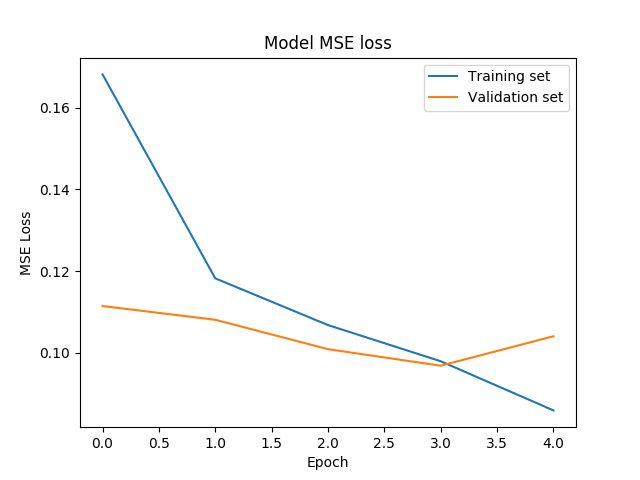 Model MSE loss
Training set
Validation set
0.16
0.14
0.12
0.10
MSE Loss
0.0 0.5 1.0 1.5 2.0 2.5 3.0 3.5 4.0
Epoch